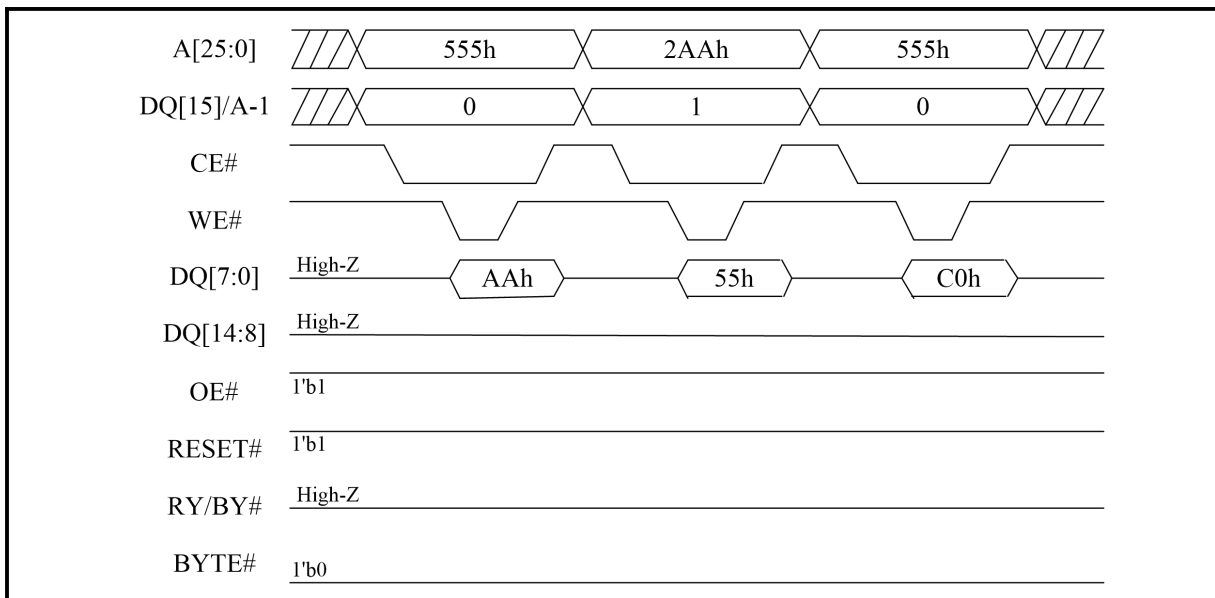 A[25:0] 555h 2AAh 555h
DQ[15]/A-1 0 1 0
CE#
WE#
DQ[7:0] High-Z AAh 55h C0h
DQ[14:8] High-Z
OE# 1'b1
RESET# 1'b1
RY/BY# High-Z
BYTE# 1'b0